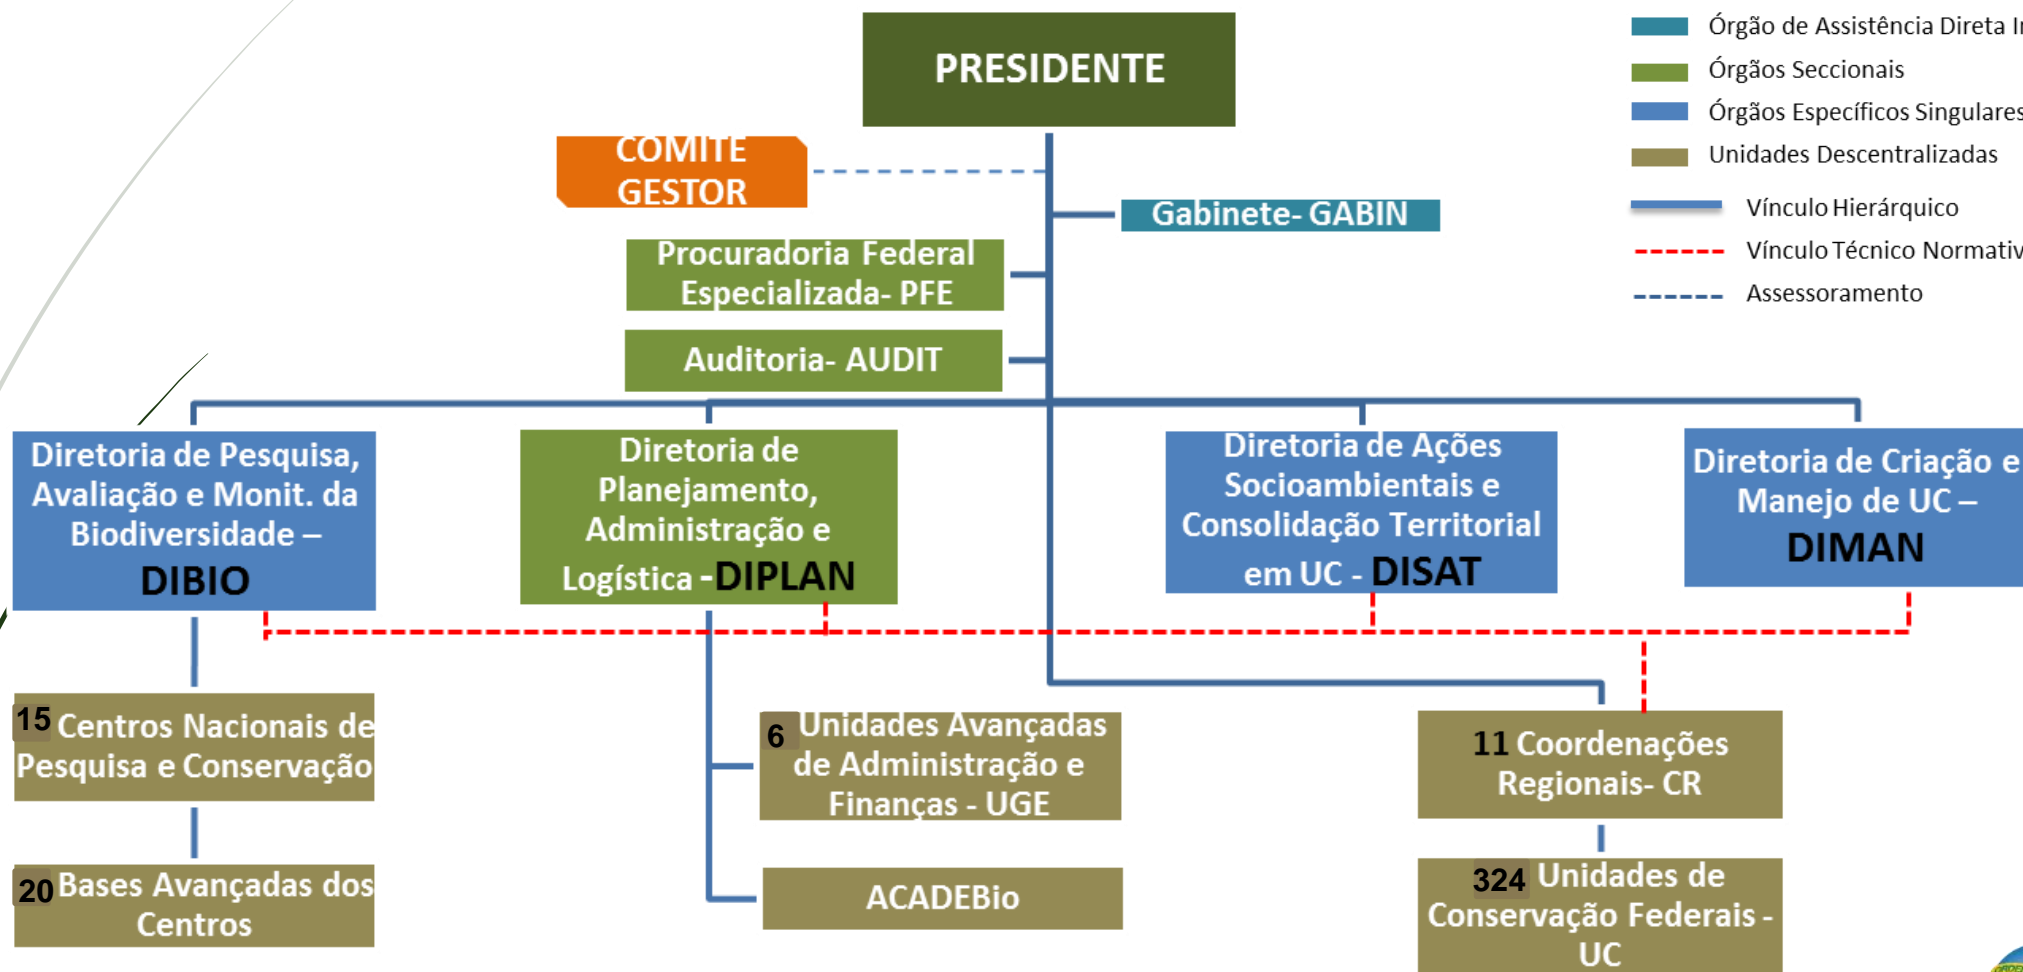 PRESIDENTE
COMITÊ
GESTOR
Gabinete- GABIN
Procuradoria Federal
Especializada- PFE
Auditoria- AUDIT
Órgão de Assistência Direta
Órgãos Seccionais
Órgãos Específicos Singulares
Unidades Descentralizadas
Vínculo Hierárquico
Vínculo Técnico Normativ
Assessoramento
Diretoria de Pesquisa,
Avaliação e Monit. da
Biodiversidade –
DIBIO
Diretoria de
Planejamento,
Administração e
Logística -DIPLAN
Diretoria de Ações
Socioambientais e
Consolidação Territorial
em UC - DISAT
Diretoria de Criação e
Manejo de UC –
DIMAN
15 Centros Nacionais de
Pesquisa e Conservação
20 Bases Avançadas dos
Centros
6 Unidades Avançadas
de Administração e
Finanças - UGE
ACADEBio
11 Coordenações
Regionais- CR
324 Unidades de
Conservação Federais -
UC